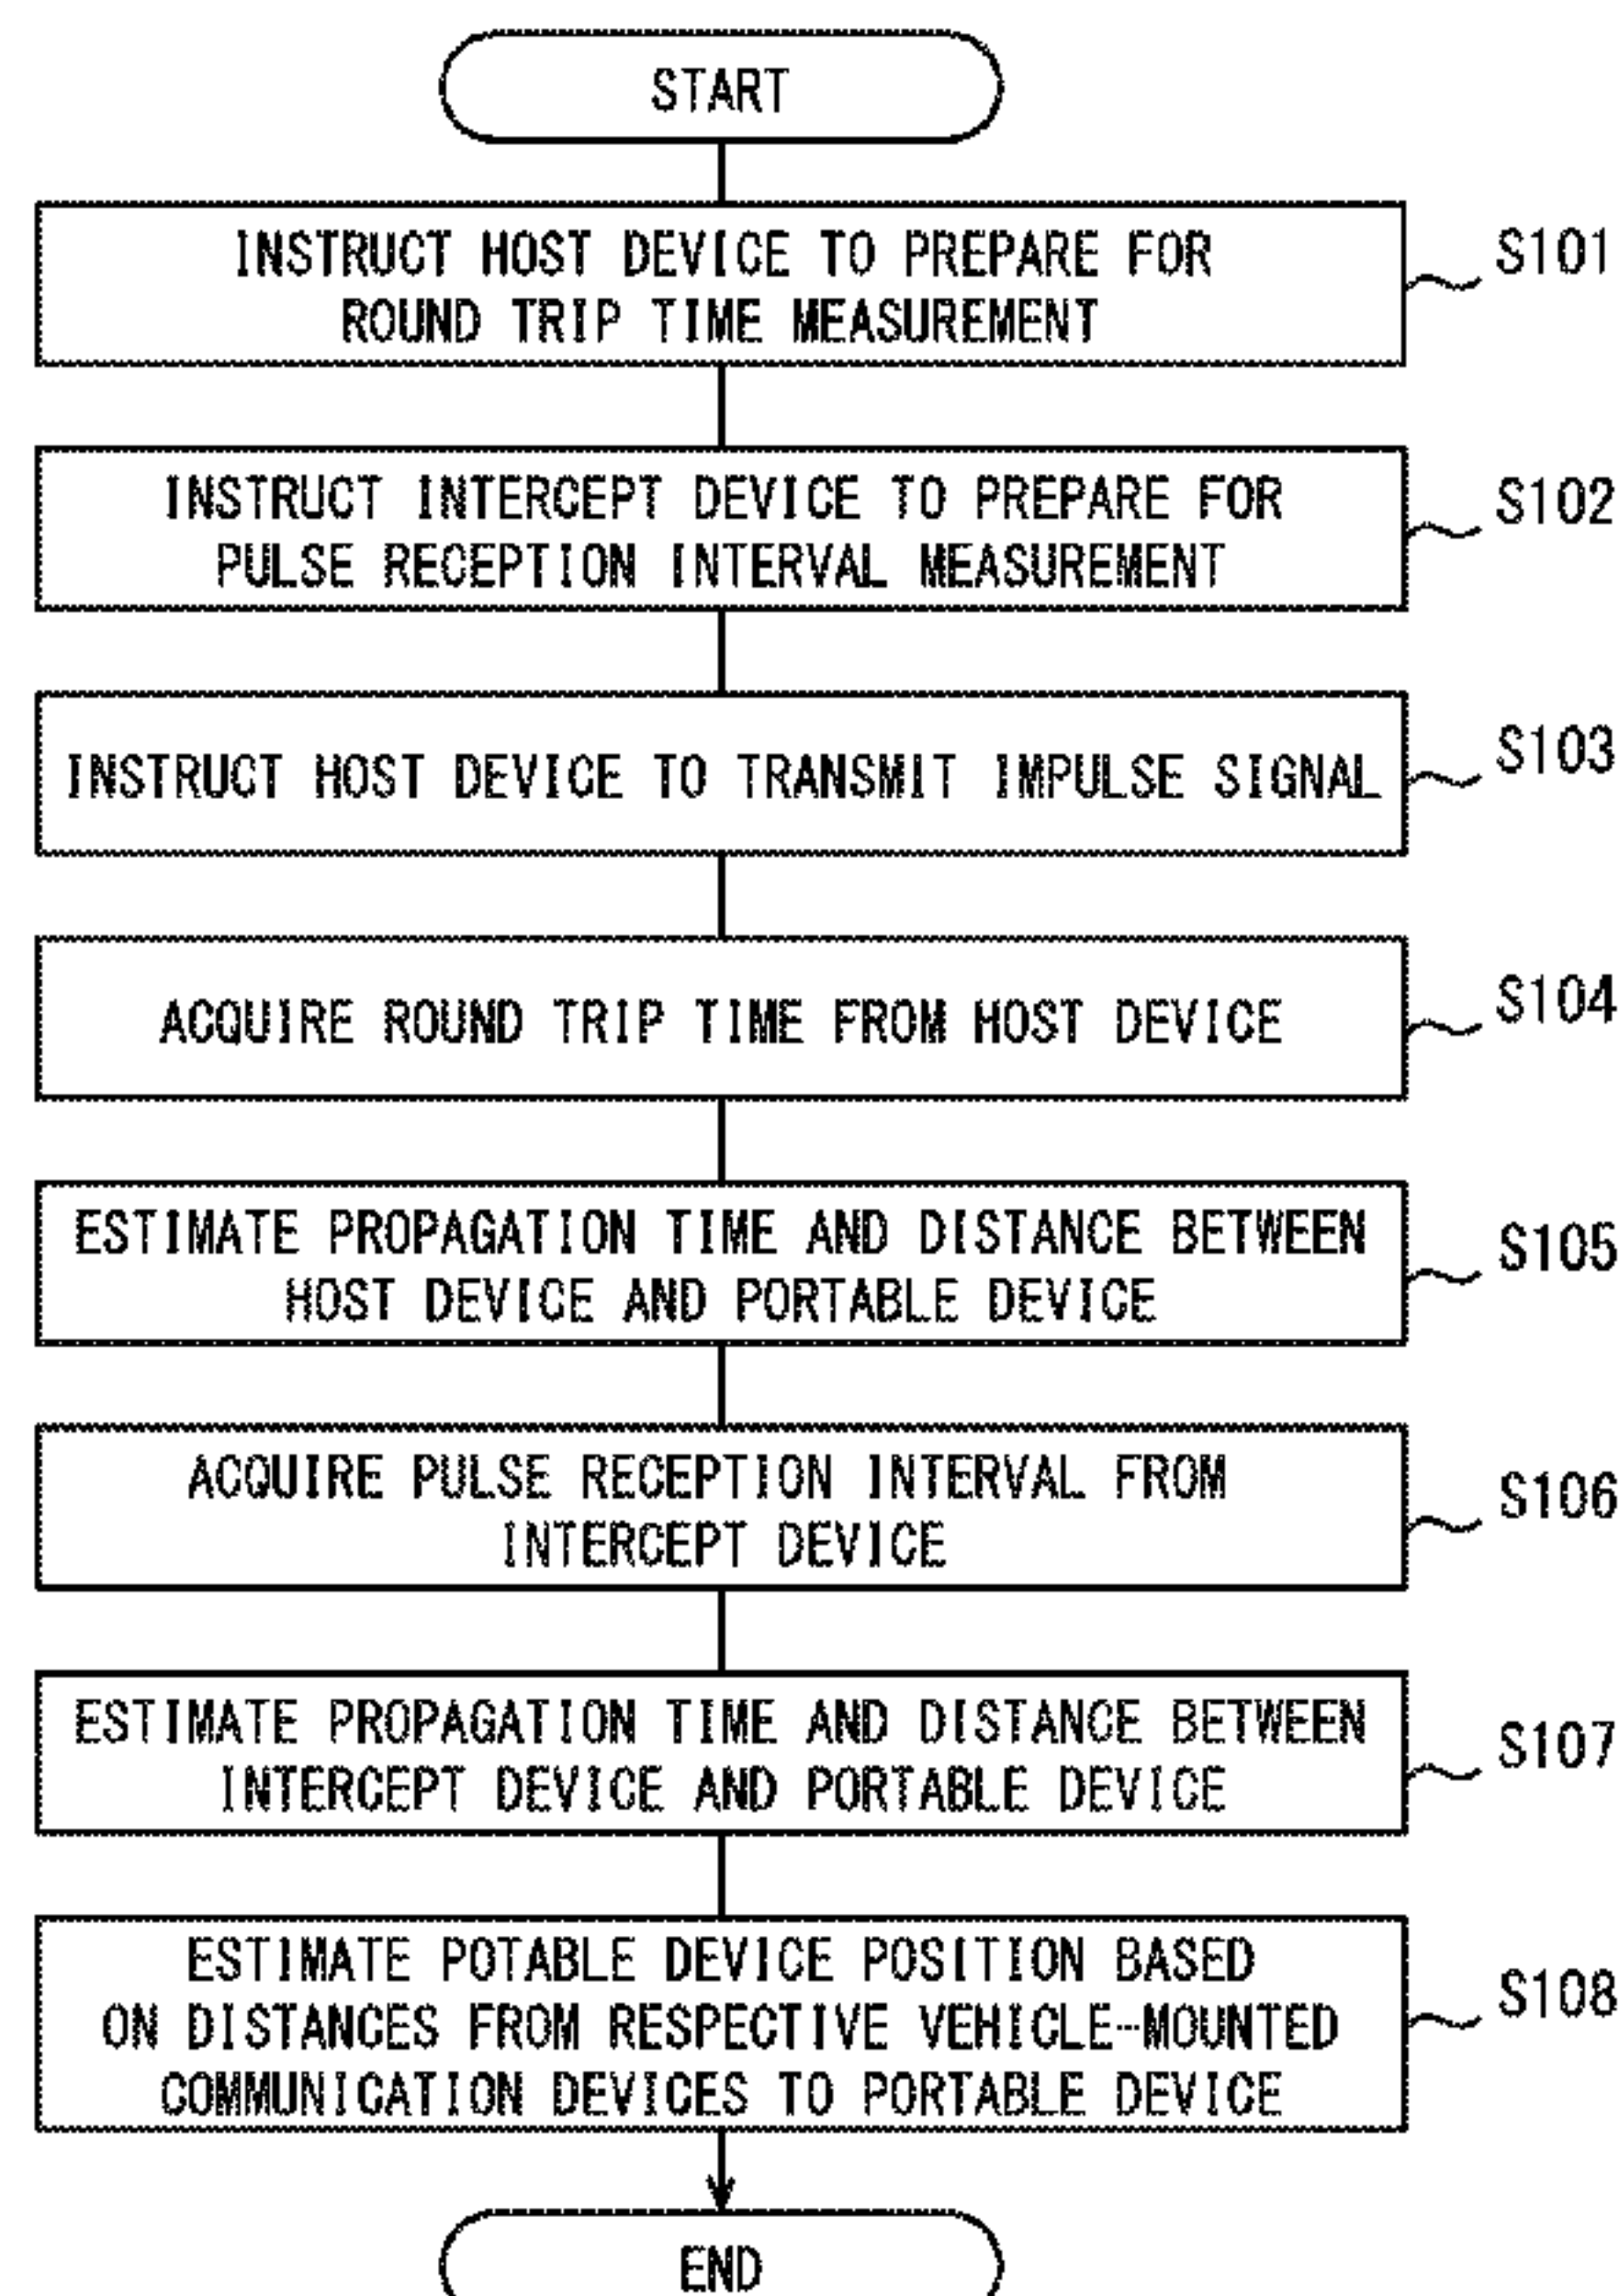 START
INSTRUCT HOST DEVICE TO PREPARE FOR
ROUND TRIP TIME MEASUREMENT
S101
INSTRUCT INTERCEPT DEVICE TO PREPARE FOR
PULSE RECEPTION INTERVAL MEASUREMENT
S102
INSTRUCT HOST DEVICE TO TRANSMIT IMPULSE SIGNAL
S103
ACQUIRE ROUND TRIP TIME FROM HOST DEVICE
S104
ESTIMATE PROPAGATION TIME AND DISTANCE BETWEEN
HOST DEVICE AND PORTABLE DEVICE
S105
ACQUIRE PULSE RECEPTION INTERVAL FROM
INTERCEPT DEVICE
S106
ESTIMATE PROPAGATION TIME AND DISTANCE BETWEEN
INTERCEPT DEVICE AND PORTABLE DEVICE
S107
ESTIMATE POTABLE DEVICE POSITION BASED
ON DISTANCES FROM RESPECTIVE VEHICLE-MOUNTED
COMMUNICATION DEVICES TO PORTABLE DEVICE
S108
END